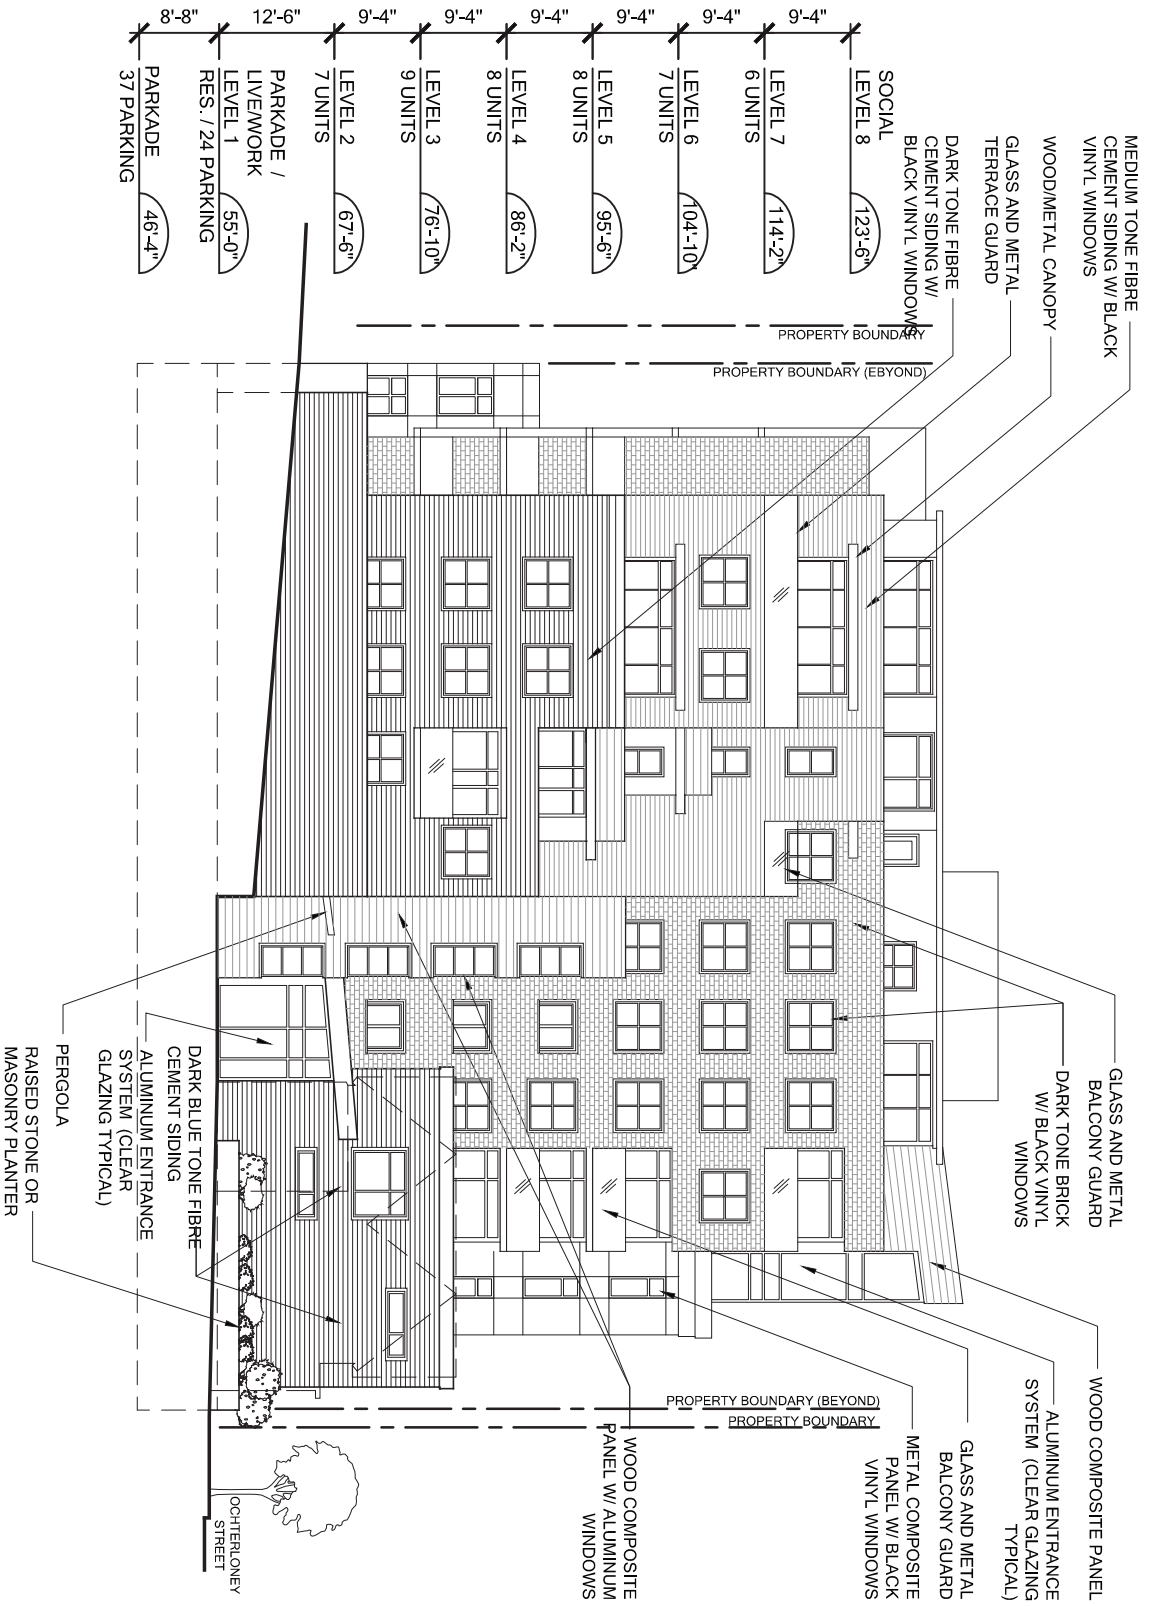 MEDIUM TONE FIBRE
CEMENT SIDING W/ BLACK
VINYL WINDOWS
WOOD/METAL CANOPY
GLASS AND METAL
TERRACE GUARD
DARK TONE FIBRE
CEMENT SIDING W/
BLACK VINYL WINDOWS
GLASS AND METAL
BALCONY GUARD
DARK TONE BRICK
W/ BLACK VINYL
WINDOWS
WOOD COMPOSITE PANEL
ALUMINUM ENTRANCE
SYSTEM (CLEAR GLAZING
TYPICAL)
GLASS AND METAL
BALCONY GUARD
METAL COMPOSITE
PANEL W/ BLACK
VINYL WINDOWS
WOOD COMPOSITE
PANEL W/ ALUMINUM
WINDOWS
SOCIAL
LEVEL 8
123'-6"
9'-4"
LEVEL 7
6 UNITS
114'-2"
9'-4"
LEVEL 6
7 UNITS
104'-10"
9'-4"
LEVEL 5
8 UNITS
95'-6"
9'-4"
LEVEL 4
8 UNITS
86'-2"
9'-4"
LEVEL 3
9 UNITS
76'-10"
9'-4"
LEVEL 2
7 UNITS
67'-6"
12'-6"
PARKADE /
LIVE/WORK
LEVEL 1
RES. / 24 PARKING
55'-0"
8'-8"
PARKADE
37 PARKING
46'-4"
PROPERTY BOUNDARY
PROPERTY BOUNDARY (EBYOND)
PROPERTY BOUNDARY (BEYOND)
PROPERTY BOUNDARY
OCHTERLONEY
STREET
DARK BLUE TONE FIBRE
CEMENT SIDING
ALUMINUM ENTRANCE
SYSTEM (CLEAR
GLAZING TYPICAL)
PERGOLA
RAISED STONE OR
MASONRY PLANTER